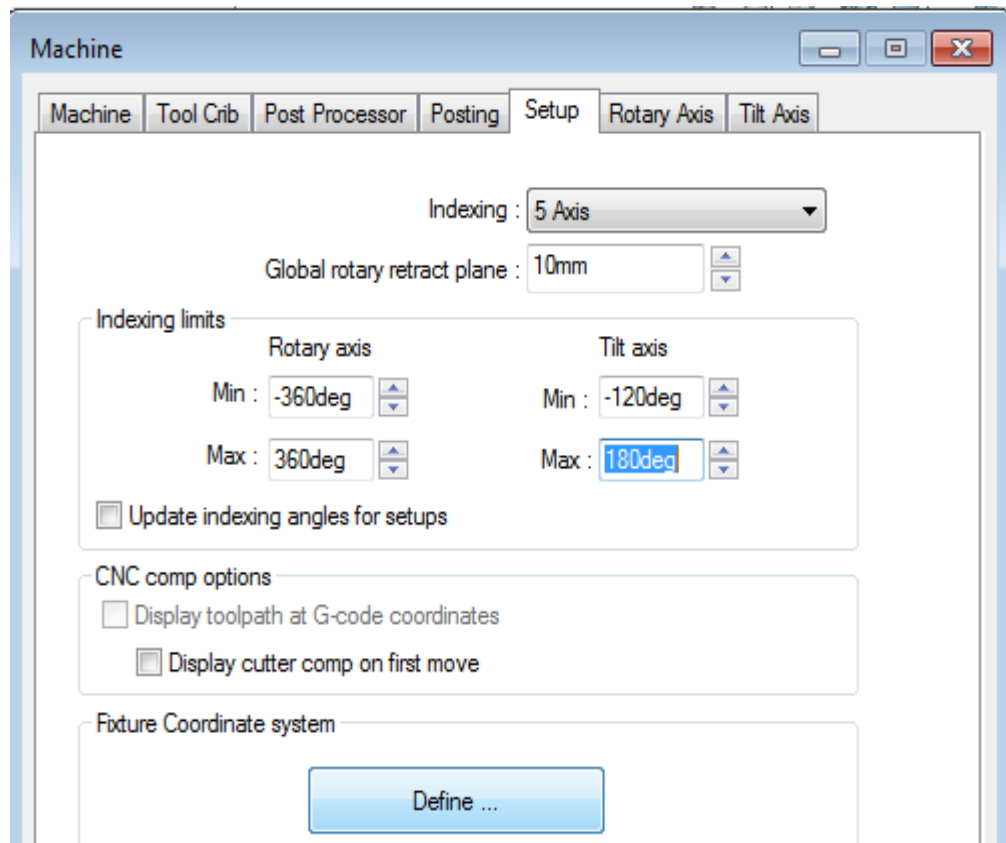 Machine
Machine Tool Crib Post Processor Posting Setup Rotary Axis Tilt Axis
Indexing : 5 Axis
Global rotary retract plane : 10mm
Indexing limits
Rotary axis Tilt axis
Min : -360deg Min : -120deg
Max : 360deg Max : 180deg
Update indexing angles for setups
CNC comp options
Display toolpath at G-code coordinates
Display cutter comp on first move
Fixture Coordinate system
Define ...